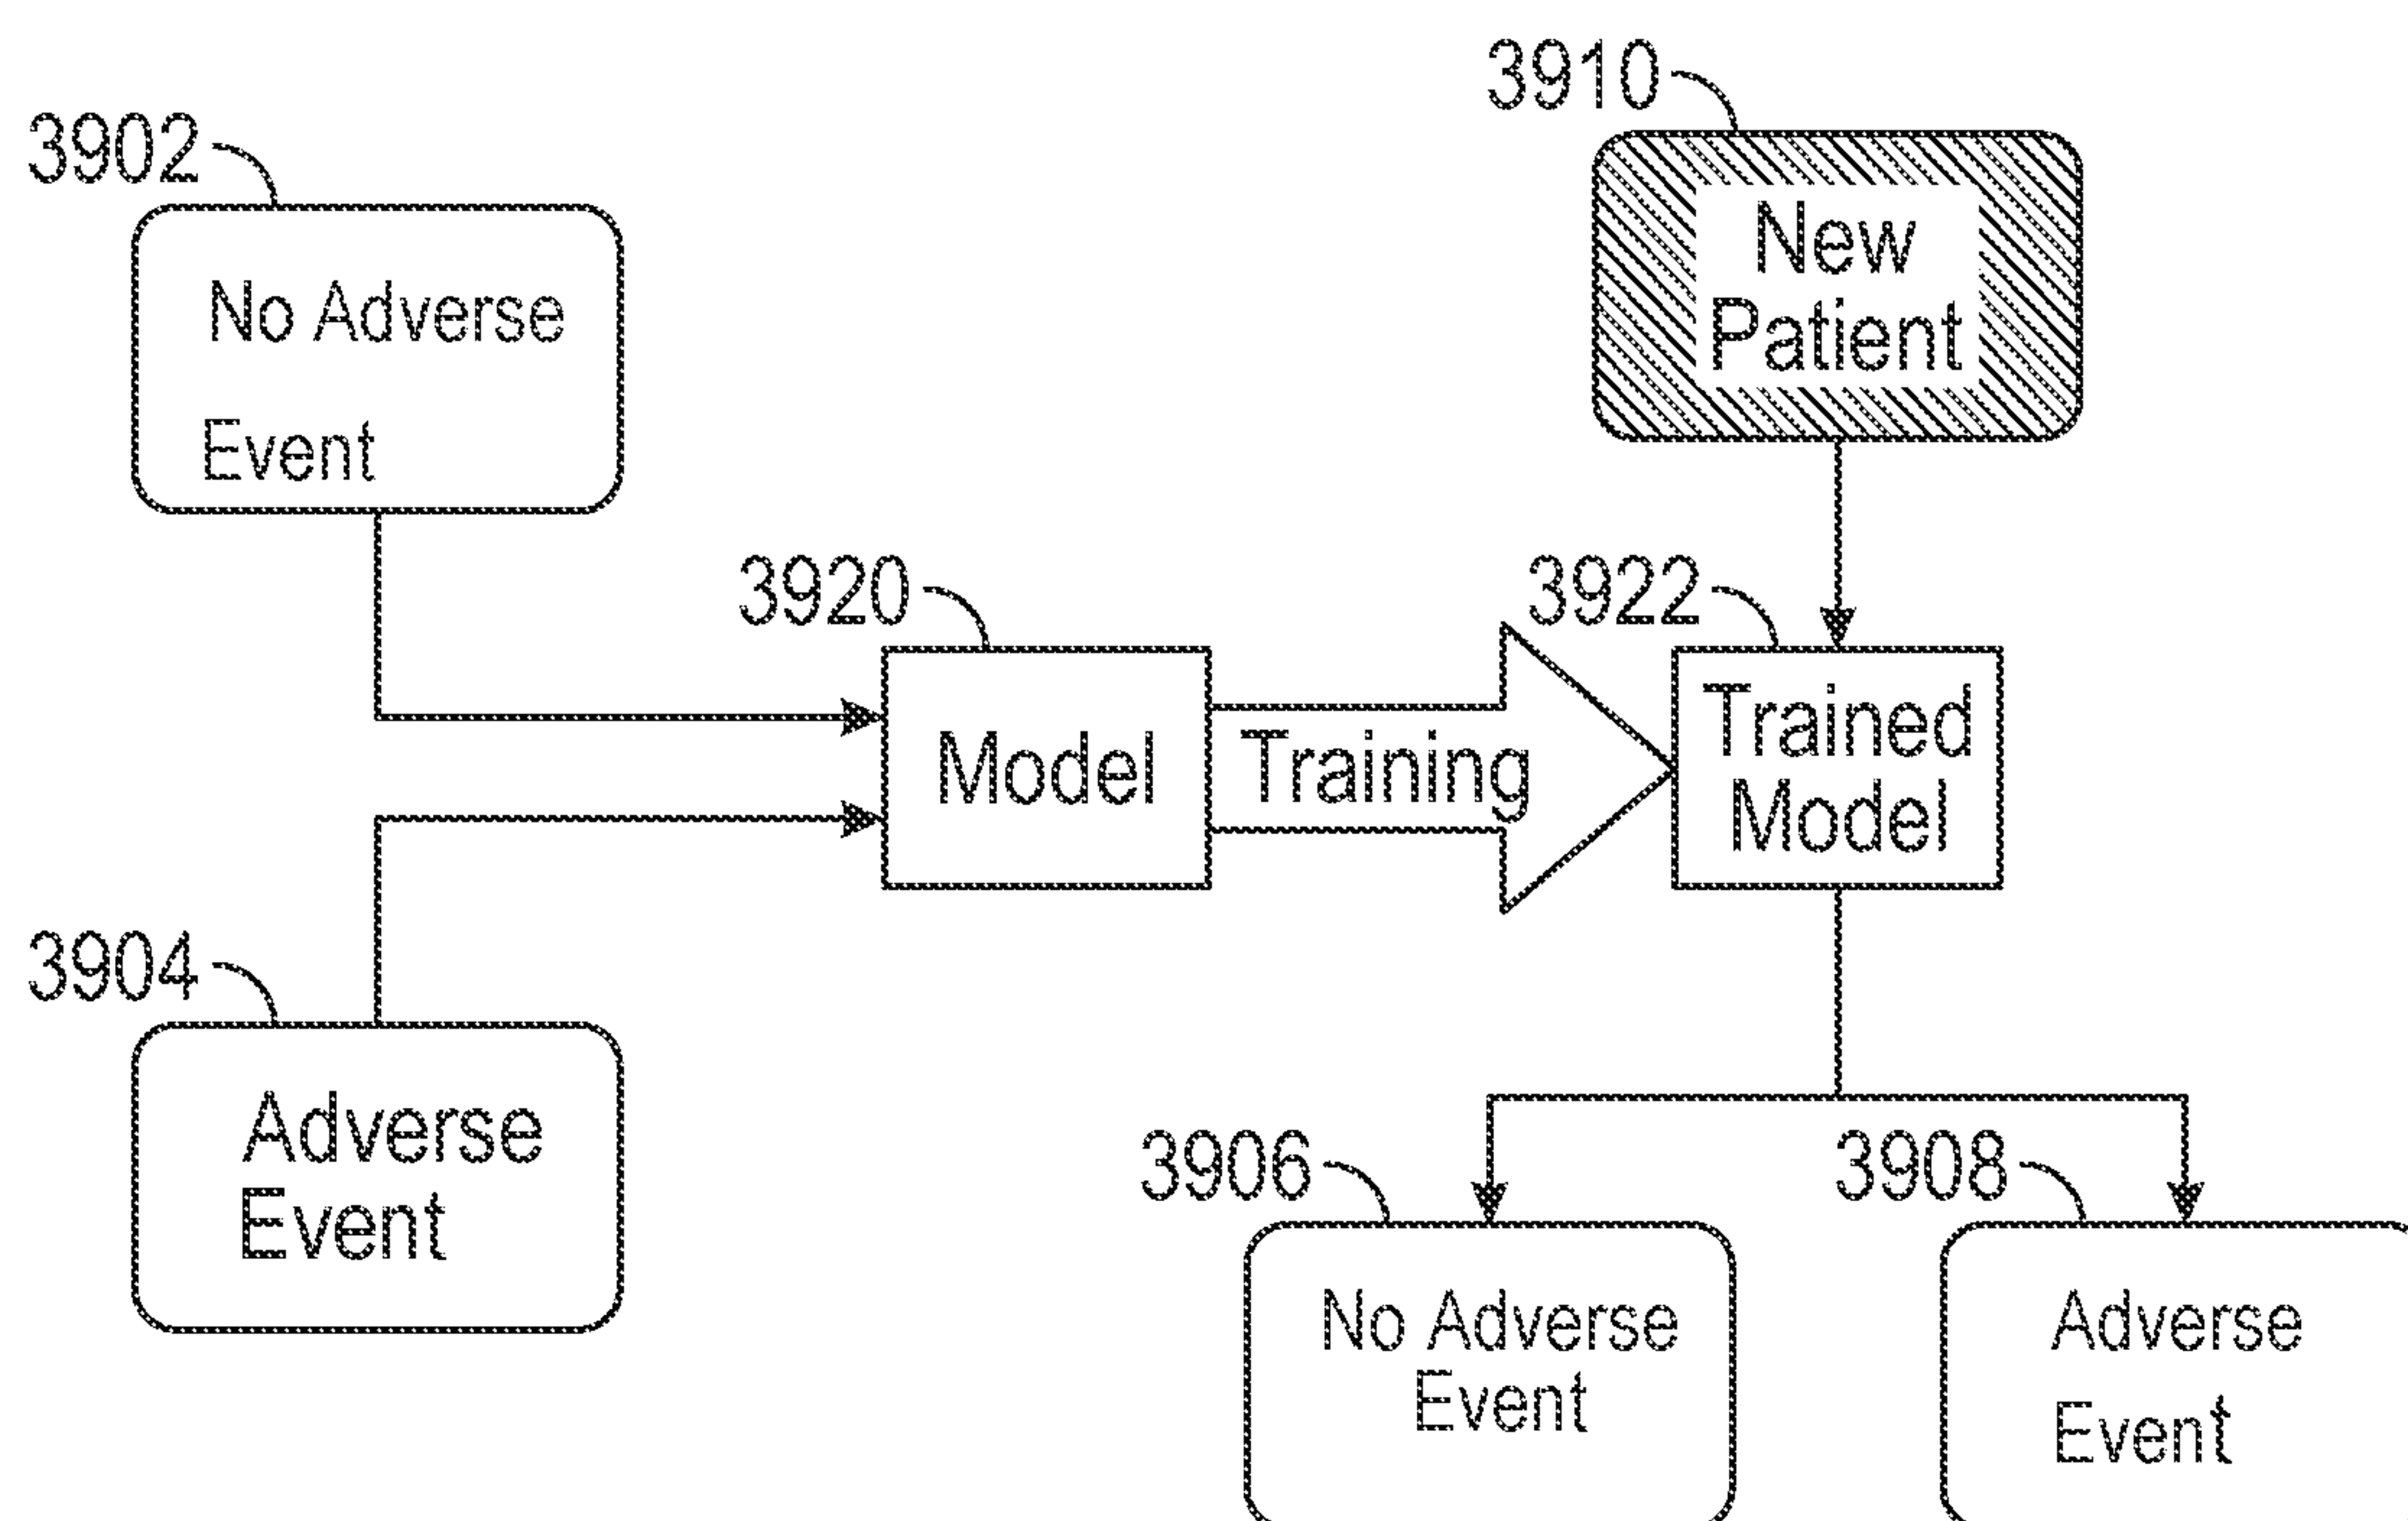 3910
3902
New
Patient
No Adverse
Event
3920
3922
Model
Training
Trained
Model
3904
Adverse
Event
3906
3908
No Adverse
Event
Adverse
Event